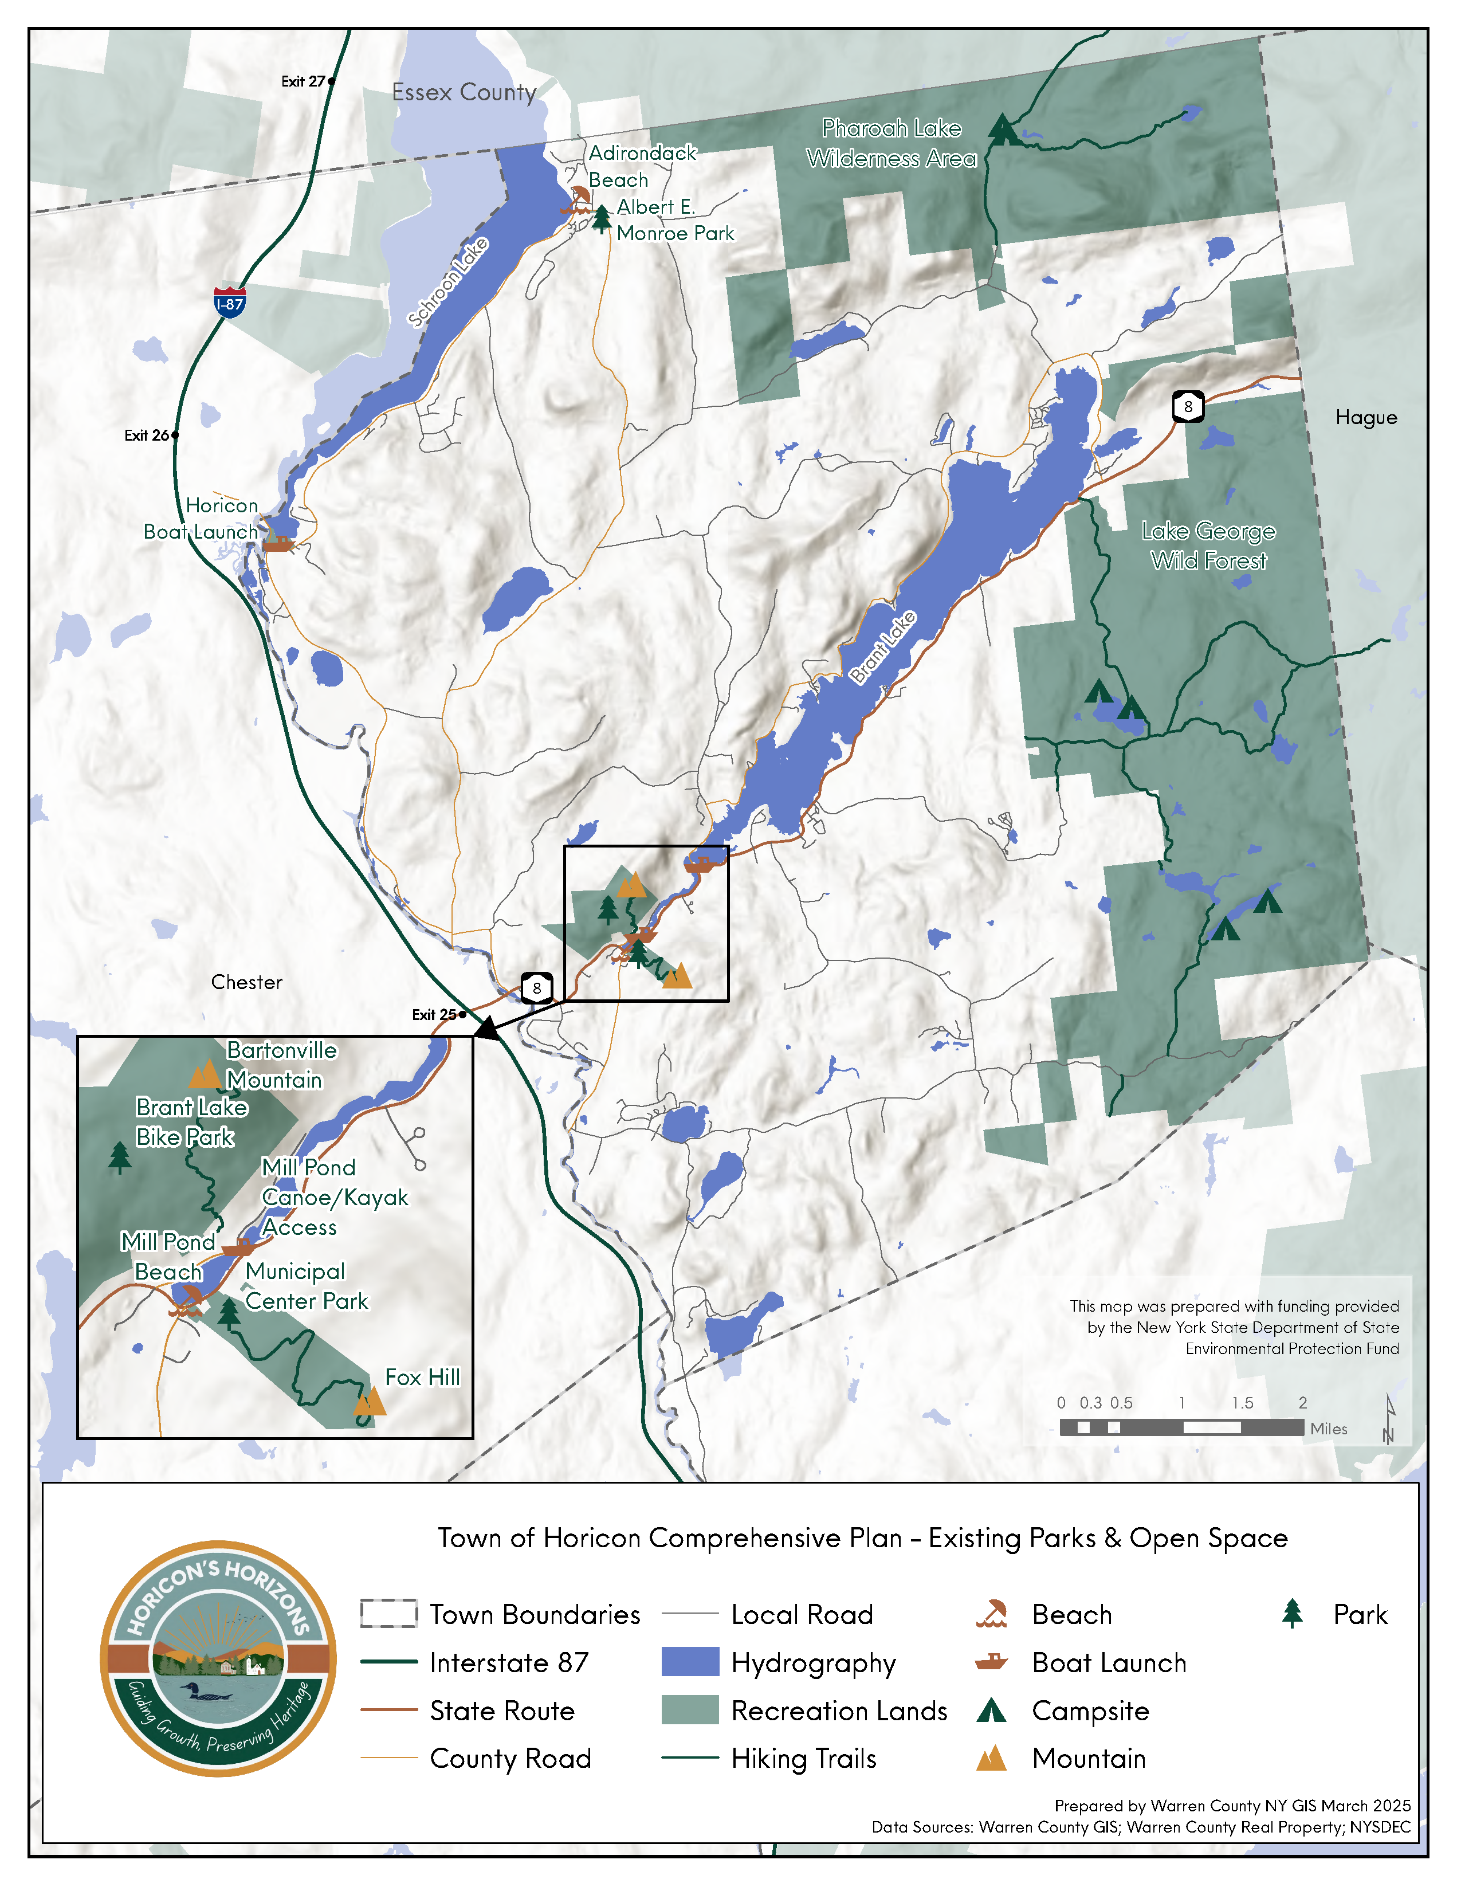 Exit 27
Essex County
Pharoah Lake
Wilderness Area
Adirondack
Beach
Albert E.
Monroe Park
Schroon Lake
I-87
8
Hague
Exit 26
Horicon
Boat Launch
Lake George
Wild Forest
Brant Lake
Chester
8
Exit 25
Bartonville
Mountain
Brant Lake
Bike Park
Mill Pond
Canoe/Kayak
Access
Mill Pond
Beach
Municipal
Center Park
Fox Hill
This map was prepared with funding provided
by the New York State Department of State
Environmental Protection Fund
0 0.3 0.5 1 1.5 2
Miles
N
Town of Horicon Comprehensive Plan - Existing Parks & Open Space
HORICON'S HORIZONS
Guiding Growth, Preserving Heritage
Town Boundaries
Interstate 87
State Route
County Road
Local Road
Hydrography
Recreation Lands
Hiking Trails
Beach
Boat Launch
Campsite
Mountain
Park
Prepared by Warren County NY GIS March 2025
Data Sources: Warren County GIS; Warren County Real Property; NYSDEC